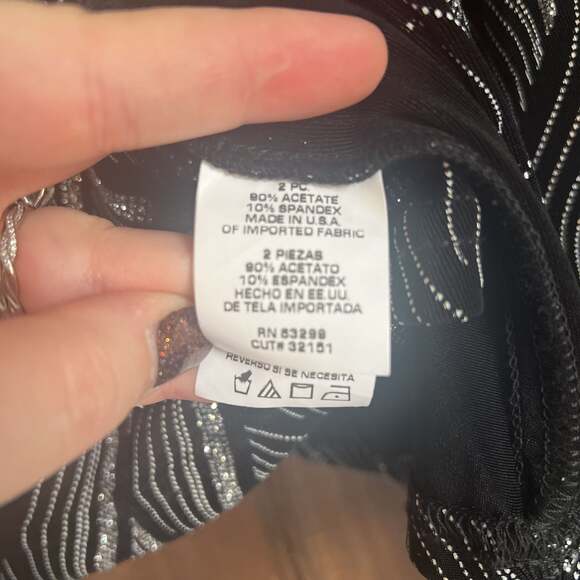 2 PC.
90% ACETATE
10% SPANDEX
MADE IN U.S.A.
OF IMPORTED FABRIC
2 PIEZAS
90% ACETATO
10% ESPANDEX
HECHO EN EE.UU.
DE TELA IMPORTADA
RN 53299
CUT# 32151
REVERSO SI SE NECESITA